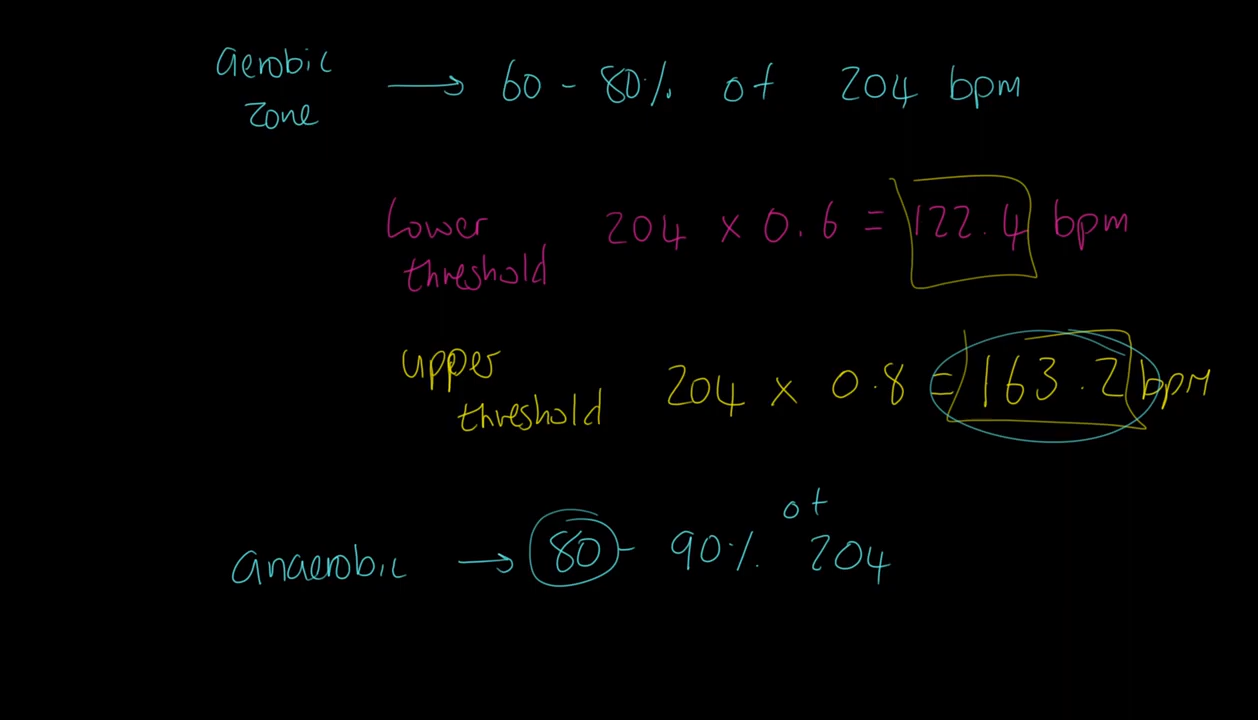 aerobic zone → 60 - 80% of 204 bpm
lower threshold 204 x 0.6 = 122.4 bpm
upper threshold 204 x 0.8 = 163.2 bpm
anaerobic → 80 - 90% of 204